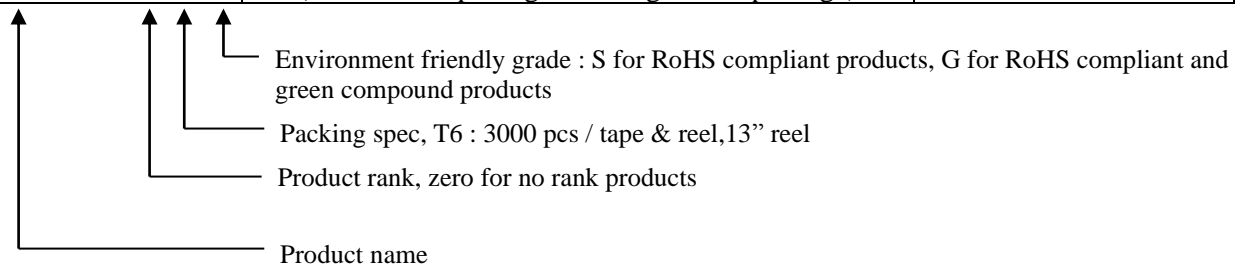 Environment friendly grade : S for RoHS compliant products, G for RoHS compliant and
green compound products
Packing spec, T6 : 3000 pcs / tape & reel,13” reel
Product rank, zero for no rank products
Product name